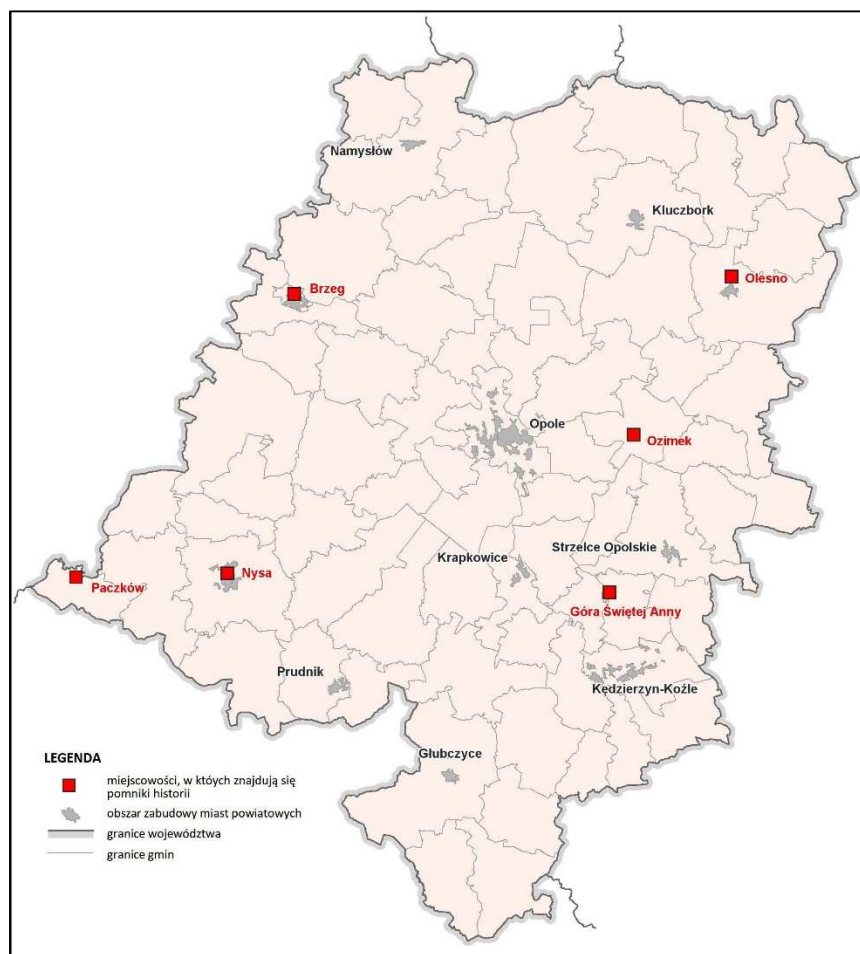 Namysłów
Kluczbork
Olesno
Brzeg
Opole
Ozimek
Krapkowice
Strzelce Opolskie
Nysa
Paczków
Góra Świętej Anny
Prudnik
Kędzierzyn-Koźle
Głubczyce
LEGENDA
miejscowości, w któtych znajdują się
pomniki historii
obszar zabudowy miast powiatowych
granice województwa
granice gmin